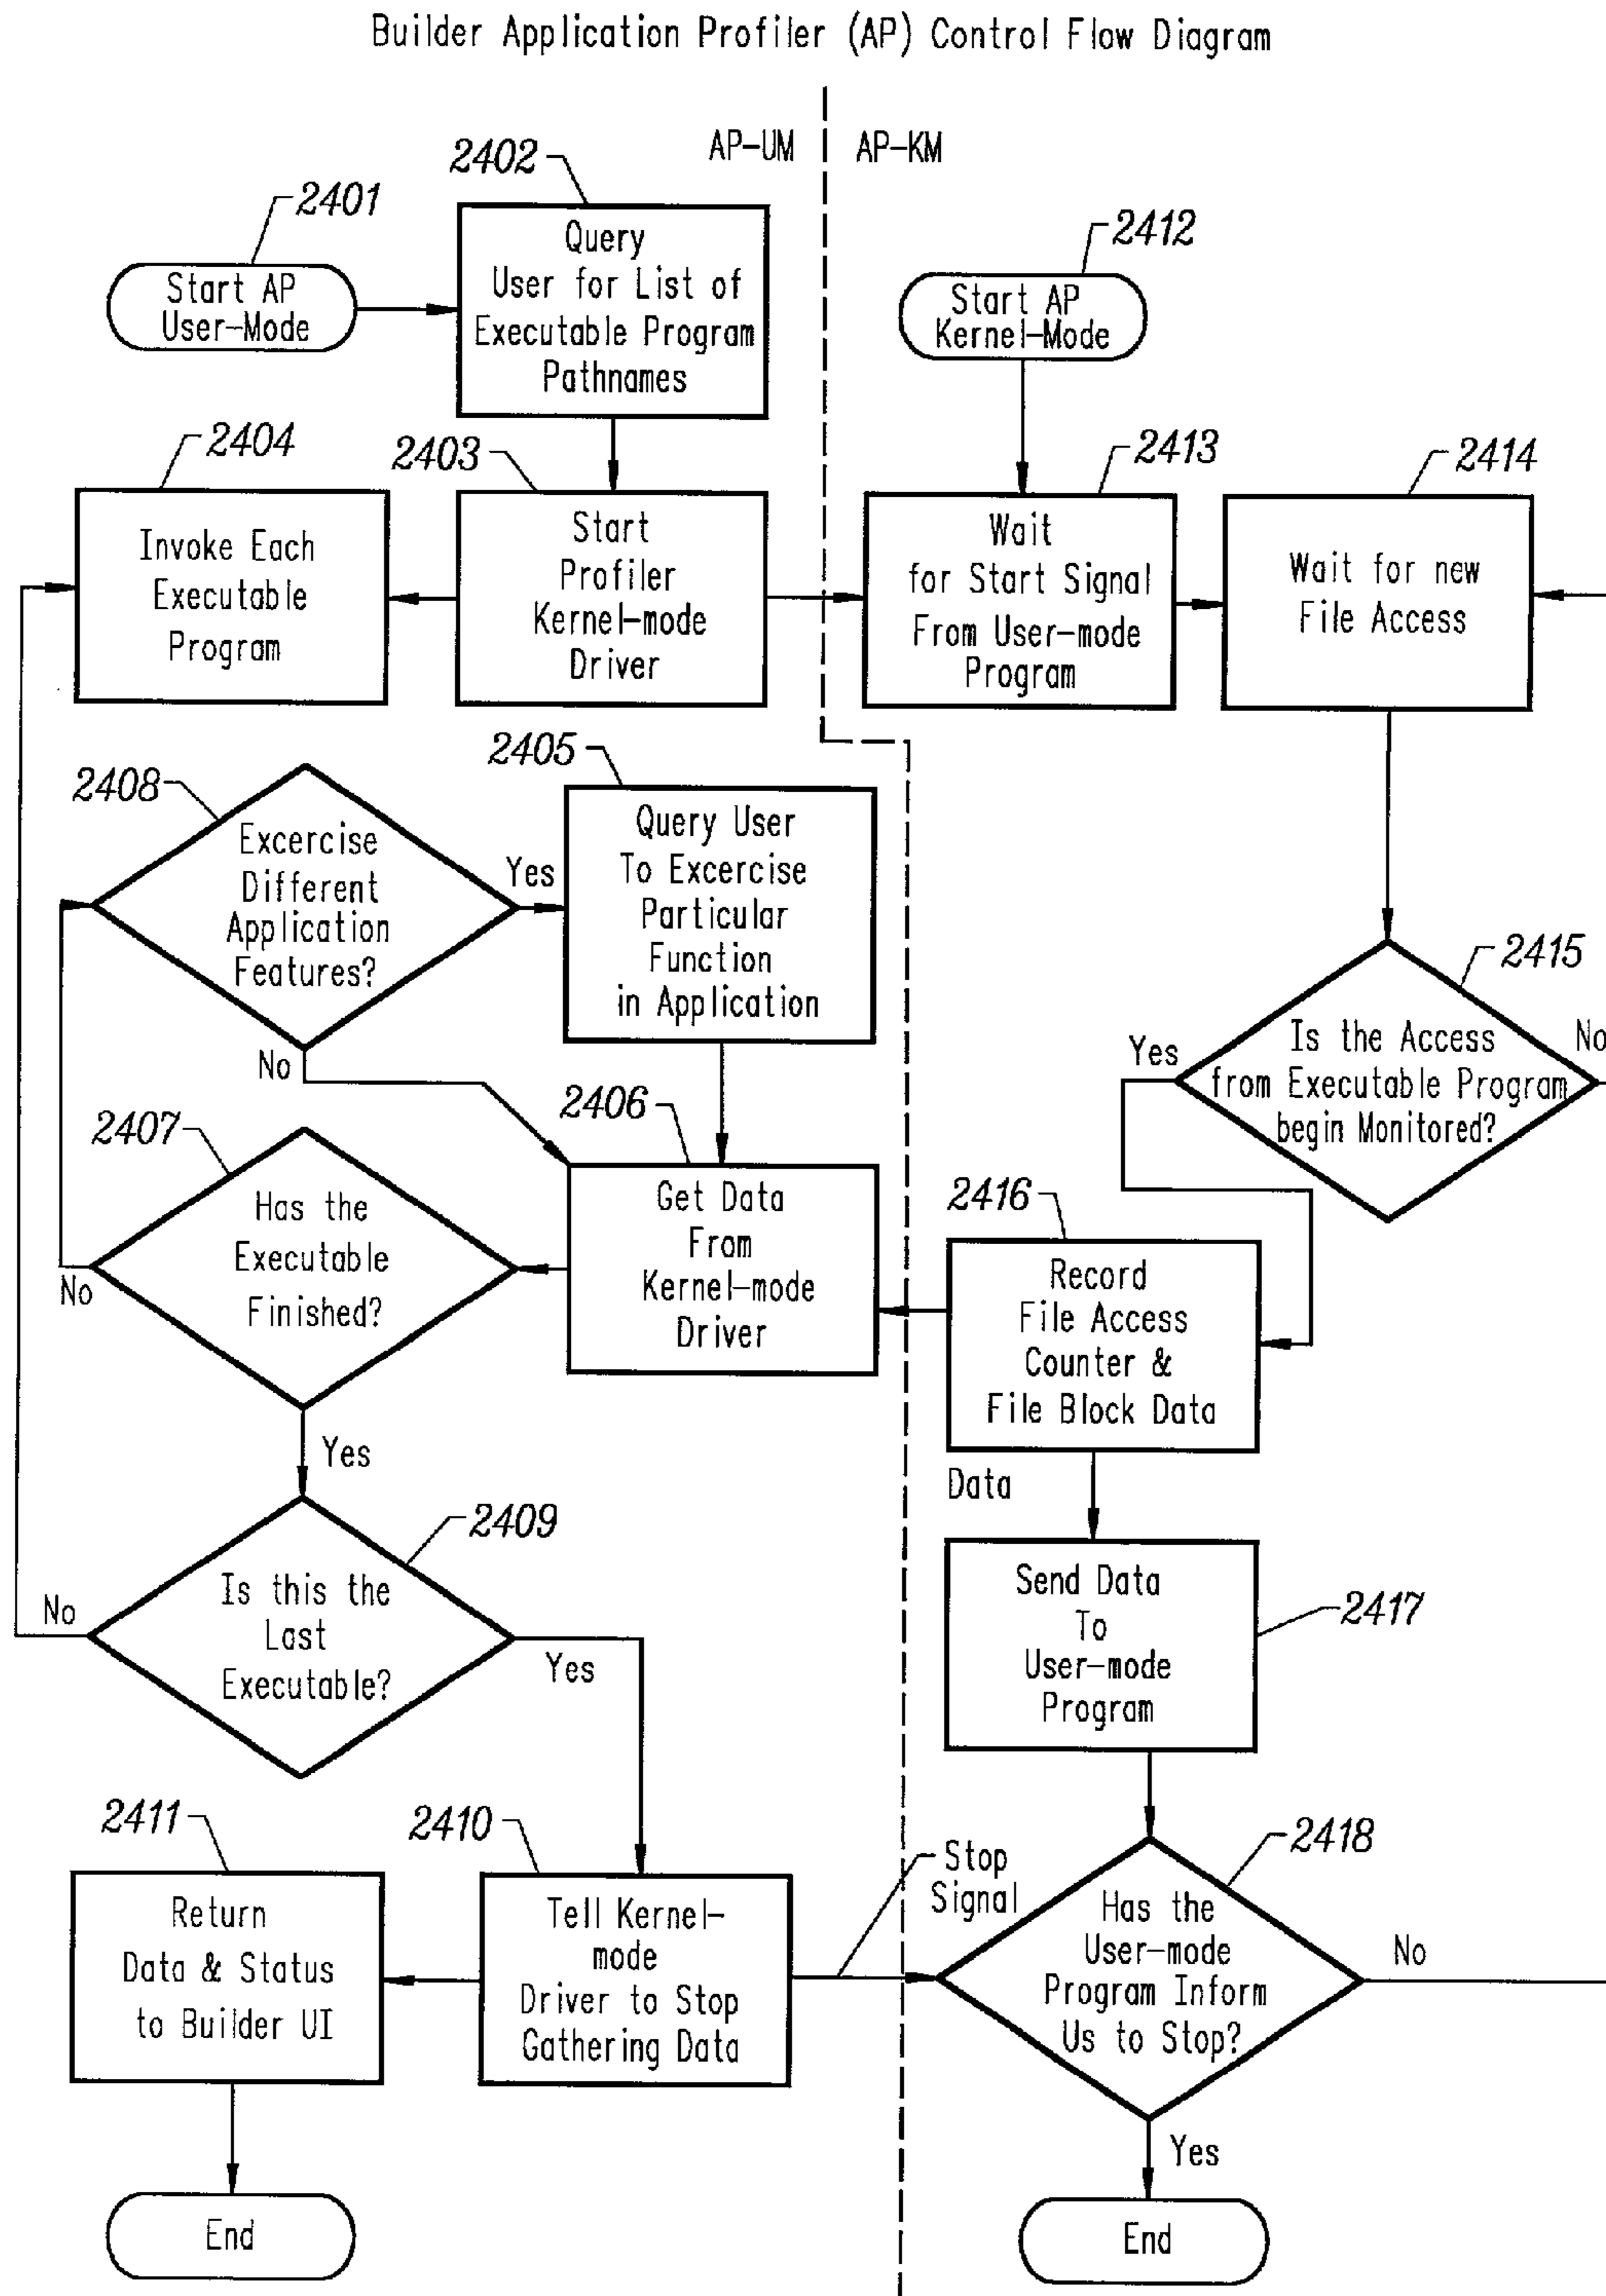 Builder Application Profiler (AP) Control Flow Diagram
AP-UM
AP-KM
2401
Start AP
User-Mode
2402
Query
User for List of
Executable Program
Pathnames
2412
Start AP
Kernel-Mode
2404
Invoke Each
Executable
Program
2403
Start
Profiler
Kernel-mode
Driver
2413
Wait
for Start Signal
From User-mode
Program
2414
Wait for new
File Access
2408
Excercise
Different
Application
Features?
Yes
No
2405
Query User
To Excercise
Particular
Function
in Application
2415
Is the Access
from Executable Program
begin Monitored?
Yes
No
2407
Has the
Executable
Finished?
No
Yes
2406
Get Data
From
Kernel-mode
Driver
2416
Record
File Access
Counter &
File Block Data
Data
2409
Is this the
Last
Executable?
No
Yes
2417
Send Data
To
User-mode
Program
2411
Return
Data & Status
to Builder UI
2410
Tell Kernel-
mode
Driver to Stop
Gathering Data
Stop
Signal
2418
Has the
User-mode
Program Inform
Us to Stop?
No
Yes
End
End